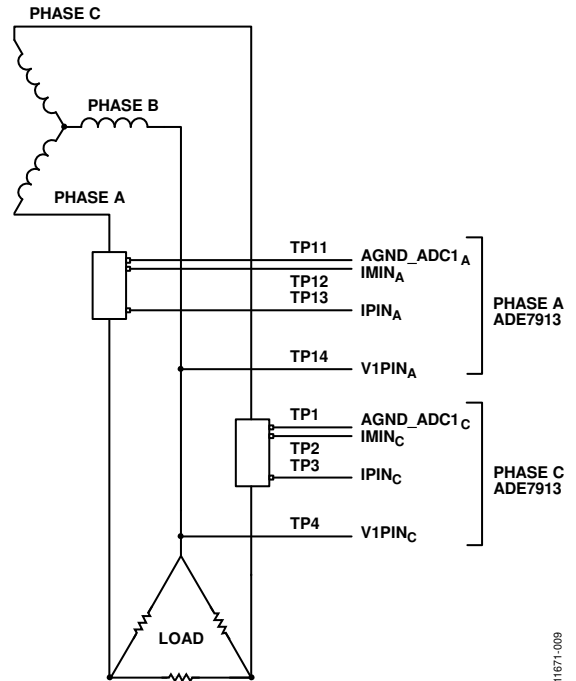 PHASE C
PHASE B
PHASE A
TP11 AGND_ADC1A
IMINA
TP12
TP13 IPINA
PHASE A
ADE7913
TP14 V1PINA
TP1 AGND_ADC1C
IMINC
TP2
TP3 IPINC
PHASE C
ADE7913
TP4 V1PINC
LOAD
11671-009